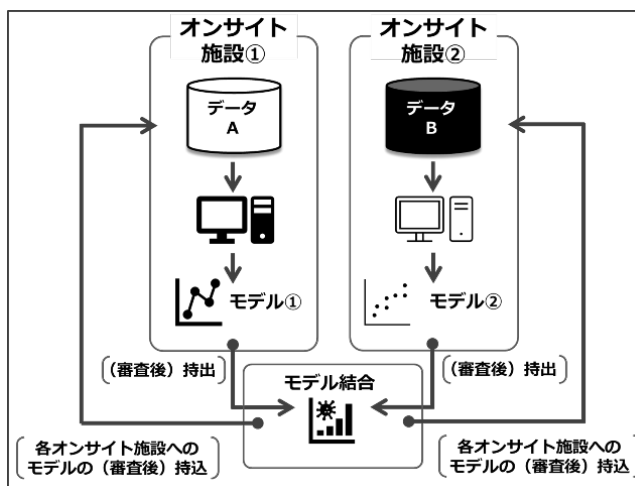 オンサイト
施設①
データ
A
モデル①
オンサイト
施設②
データ
B
モデル②
（審査後）持出
（審査後）持出
モデル結合
各オンサイト施設への
モデルの（審査後）持込
各オンサイト施設への
モデルの（審査後）持込